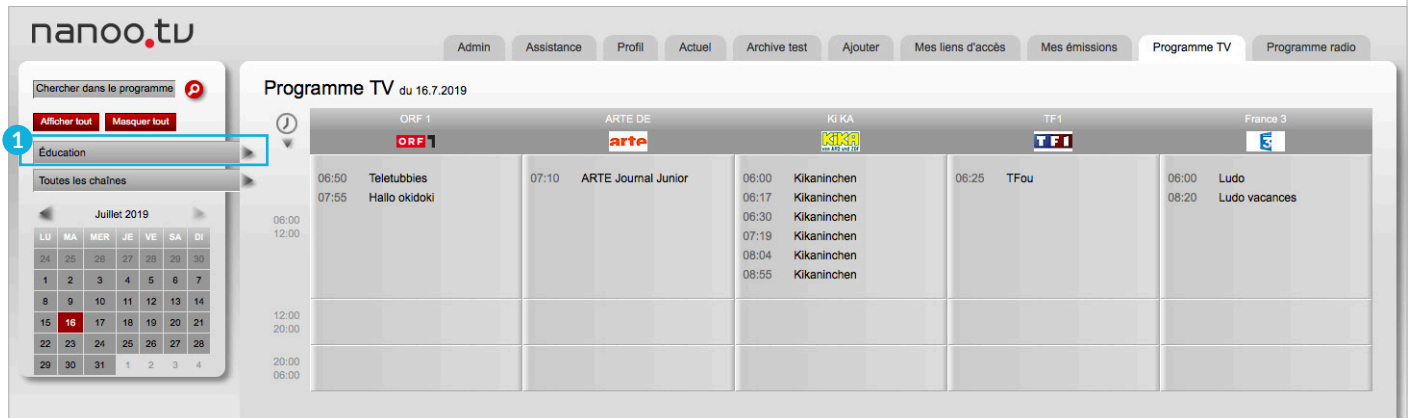 nanoo.tv
Admin Assistance Profil Actuel Archive test Ajouter Mes liens d'accès Mes émissions Programme TV Programme radio
Chercher dans le programme
Afficher tout Masquer tout
1
Éducation
Toutes les chaînes
Juillet 2019
LU MA MER JE VE SA DI
24 25 26 27 28 29 30
1 2 3 4 5 6 7
8 9 10 11 12 13 14
15 16 17 18 19 20 21
22 23 24 25 26 27 28
29 30 31 1 2 3 4
Programme TV du 16.7.2019
ORF 1 ARTE DE Ki KA TF1 France 3
ORF 1 arte KiKA TF1 3
von ARD und ZDF
06:00
12:00
06:50 Teletubbies
07:55 Hallo okidoki
07:10 ARTE Journal Junior
06:00 Kikaninchen
06:17 Kikaninchen
06:30 Kikaninchen
07:19 Kikaninchen
08:04 Kikaninchen
08:55 Kikaninchen
06:25 TFou
06:00 Ludo
08:20 Ludo vacances
12:00
20:00
20:00
06:00